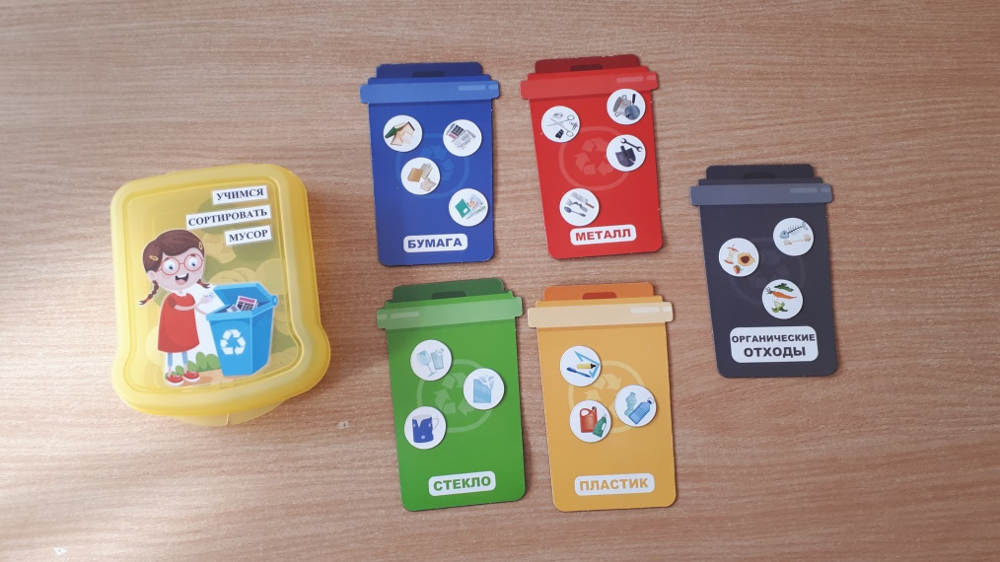 УЧИМСЯ
СОРТИРОВАТЬ
МУСОР
БУМАГА
МЕТАЛЛ
СТЕКЛО
ПЛАСТИК
ОРГАНИЧЕСКИЕ
ОТХОДЫ